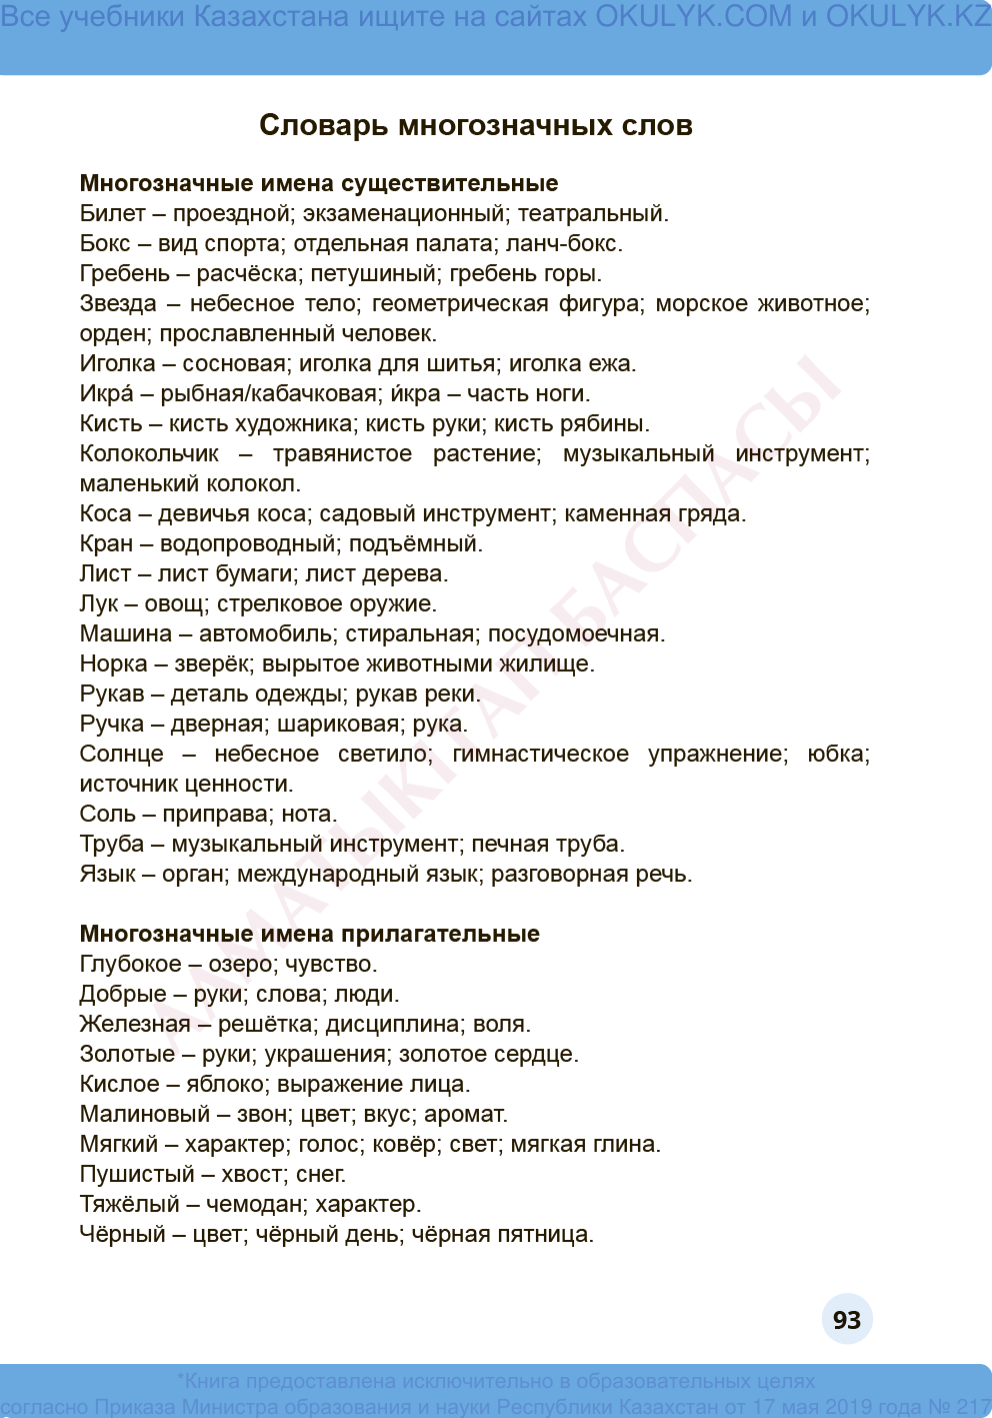 Все учебники Казахстана ищите на сайтах OKULYK.COM и OKULYK.KZ
Словарь многозначных слов
Многозначные имена существительные
Билет – проездной; экзаменационный; театральный.
Бокс – вид спорта; отдельная палата; ланч-бокс.
Гребень – расчёска; петушиный; гребень горы.
Звезда – небесное тело; геометрическая фигура; морское животное;
орден; прославленный человек.
Иголка – сосновая; иголка для шитья; иголка ежа.
Икра́ – рыбная/кабачковая; и́кра – часть ноги.
Кисть – кисть художника; кисть руки; кисть рябины.
Колокольчик – травянистое растение; музыкальный инструмент;
маленький колокол.
Коса – девичья коса; садовый инструмент; каменная гряда.
Кран – водопроводный; подъёмный.
Лист – лист бумаги; лист дерева.
Лук – овощ; стрелковое оружие.
Машина – автомобиль; стиральная; посудомоечная.
Норка – зверёк; вырытое животными жилище.
Рукав – деталь одежды; рукав реки.
Ручка – дверная; шариковая; рука.
Солнце – небесное светило; гимнастическое упражнение; юбка;
источник ценности.
Соль – приправа; нота.
Труба – музыкальный инструмент; печная труба.
Язык – орган; международный язык; разговорная речь.
Многозначные имена прилагательные
Глубокое – озеро; чувство.
Добрые – руки; слова; люди.
Железная – решётка; дисциплина; воля.
Золотые – руки; украшения; золотое сердце.
Кислое – яблоко; выражение лица.
Малиновый – звон; цвет; вкус; аромат.
Мягкий – характер; голос; ковёр; свет; мягкая глина.
Пушистый – хвост; снег.
Тяжёлый – чемодан; характер.
Чёрный – цвет; чёрный день; чёрная пятница.
АЛМАТЫКІТАП БАСПАСЫ
93
*Книга предоставлена исключительно в образовательных целях
согласно Приказа Министра образования и науки Республики Казахстан от 17 мая 2019 года № 217